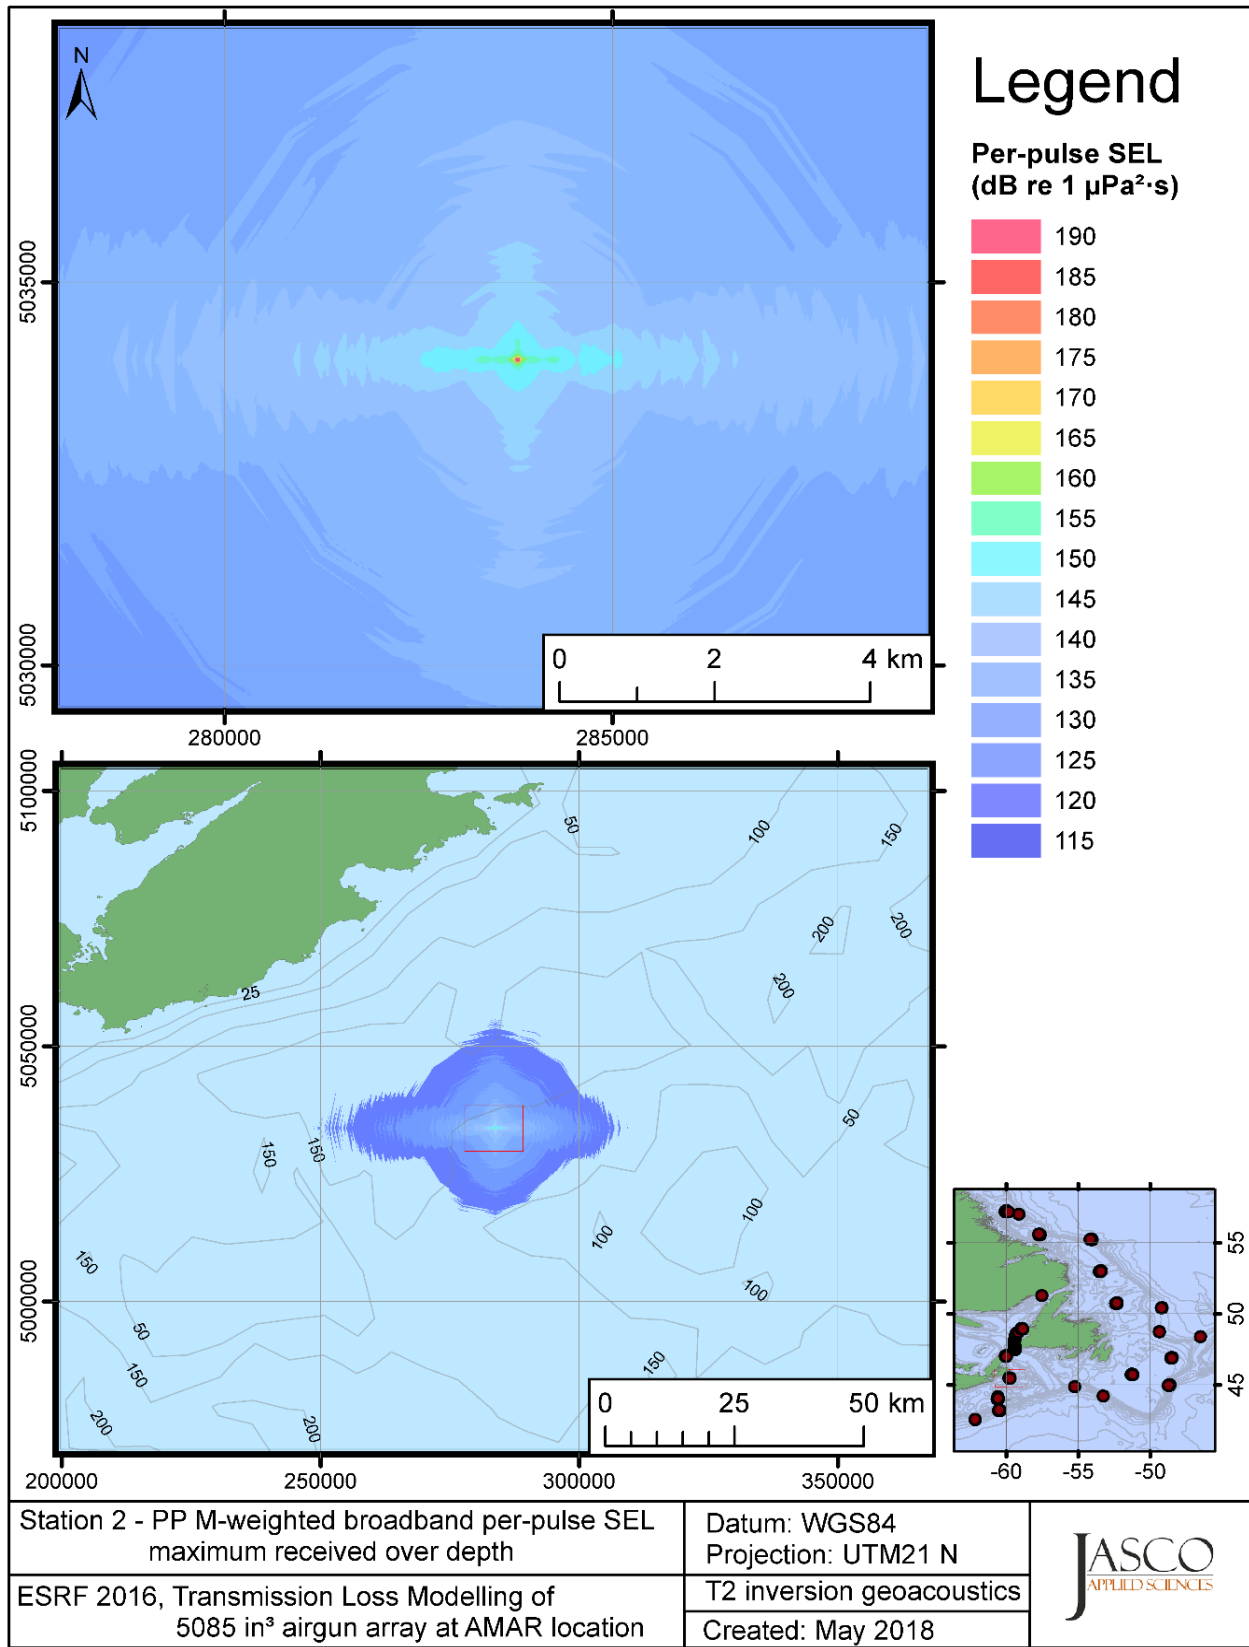 N
5035000
5030000
0 2 4 km
280000 285000
Legend
Per-pulse SEL
(dB re 1 µPa²·s)
190
185
180
175
170
165
160
155
150
145
140
135
130
125
120
115
5100000
5050000
5000000
50
100
150
200
200
200
25
50
150
150
100
100
100
150
50
150
200
200
150
0 25 50 km
200000 250000 300000 350000
55
50
45
-60 -55 -50
Station 2 - PP M-weighted broadband per-pulse SEL
maximum received over depth
ESRF 2016, Transmission Loss Modelling of
5085 in³ airgun array at AMAR location
Datum: WGS84
Projection: UTM21 N
T2 inversion geoacoustics
Created: May 2018
JASCO
APPLIED SCIENCES